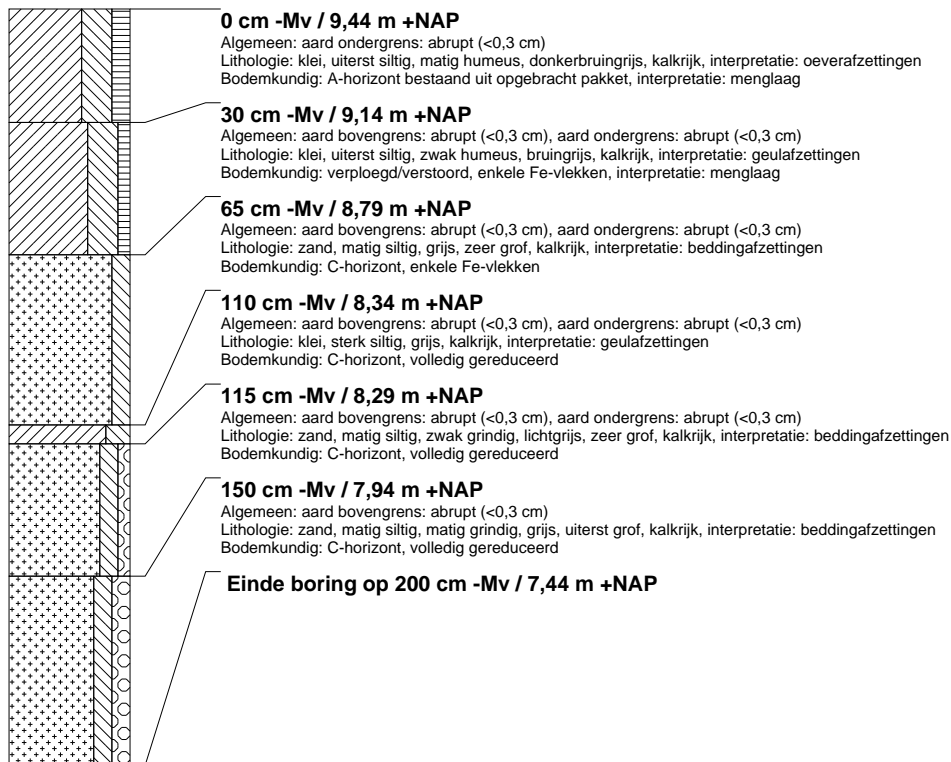 0 cm -Mv / 9,44 m +NAP
Algemeen: aard ondergrens: abrupt (<0,3 cm)
Lithologie: klei, uiterst siltig, matig humeus, donkerbruingrijs, kalkrijk, interpretatie: oeverafzettingen
Bodemkundig: A-horizont bestaand uit opgebracht pakket, interpretatie: menglaag
30 cm -Mv / 9,14 m +NAP
Algemeen: aard bovengrens: abrupt (<0,3 cm), aard ondergrens: abrupt (<0,3 cm)
Lithologie: klei, uiterst siltig, zwak humeus, bruingrijs, kalkrijk, interpretatie: geulafzettingen
Bodemkundig: verploegd/verstoord, enkele Fe-vlekken, interpretatie: menglaag
65 cm -Mv / 8,79 m +NAP
Algemeen: aard bovengrens: abrupt (<0,3 cm), aard ondergrens: abrupt (<0,3 cm)
Lithologie: zand, matig siltig, grijs, zeer grof, kalkrijk, interpretatie: beddingafzettingen
Bodemkundig: C-horizont, enkele Fe-vlekken
110 cm -Mv / 8,34 m +NAP
Algemeen: aard bovengrens: abrupt (<0,3 cm), aard ondergrens: abrupt (<0,3 cm)
Lithologie: klei, sterk siltig, grijs, kalkrijk, interpretatie: geulafzettingen
Bodemkundig: C-horizont, volledig gereduceerd
115 cm -Mv / 8,29 m +NAP
Algemeen: aard bovengrens: abrupt (<0,3 cm), aard ondergrens: abrupt (<0,3 cm)
Lithologie: zand, matig siltig, zwak grindig, lichtgrijs, zeer grof, kalkrijk, interpretatie: beddingafzettingen
Bodemkundig: C-horizont, volledig gereduceerd
150 cm -Mv / 7,94 m +NAP
Algemeen: aard bovengrens: abrupt (<0,3 cm)
Lithologie: zand, matig siltig, matig grindig, grijs, uiterst grof, kalkrijk, interpretatie: beddingafzettingen
Bodemkundig: C-horizont, volledig gereduceerd
Einde boring op 200 cm -Mv / 7,44 m +NAP